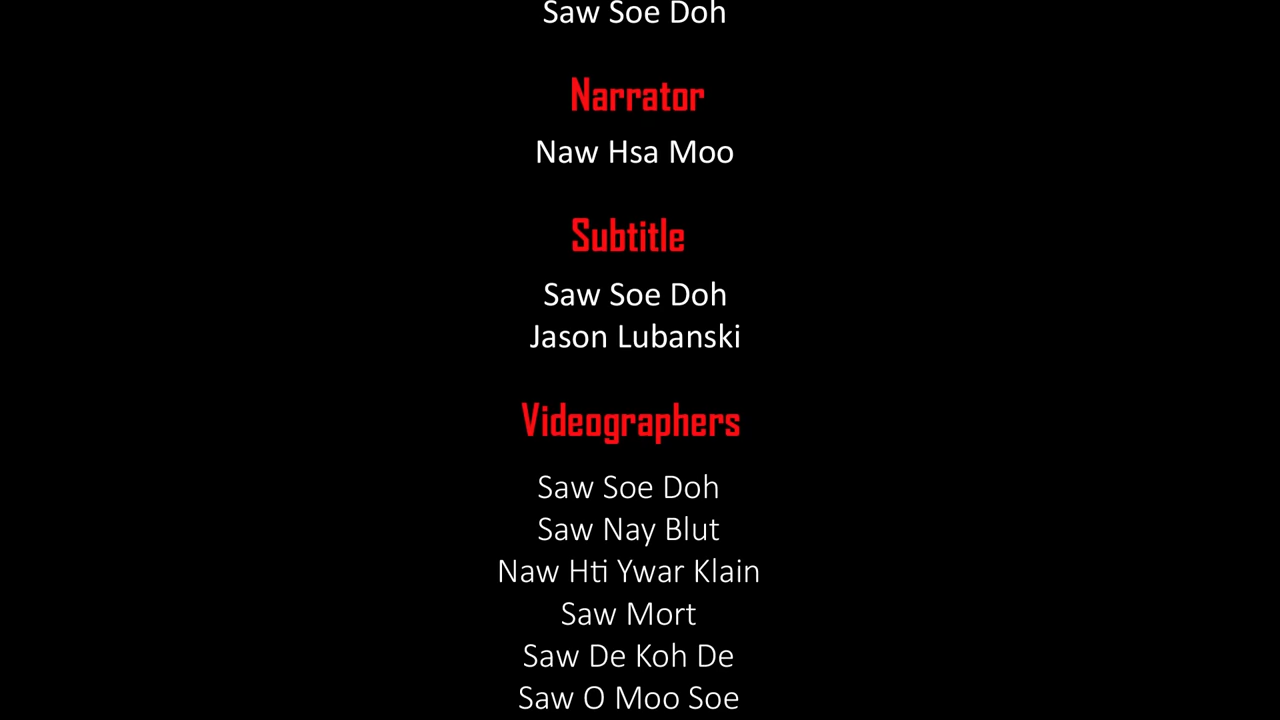 Saw Soe Doh
Narrator
Naw Hsa Moo
Subtitle
Saw Soe Doh
Jason Lubanski
Videographers
Saw Soe Doh
Saw Nay Blut
Naw Hti Ywar Klain
Saw Mort
Saw De Koh De
Saw O Moo Soe